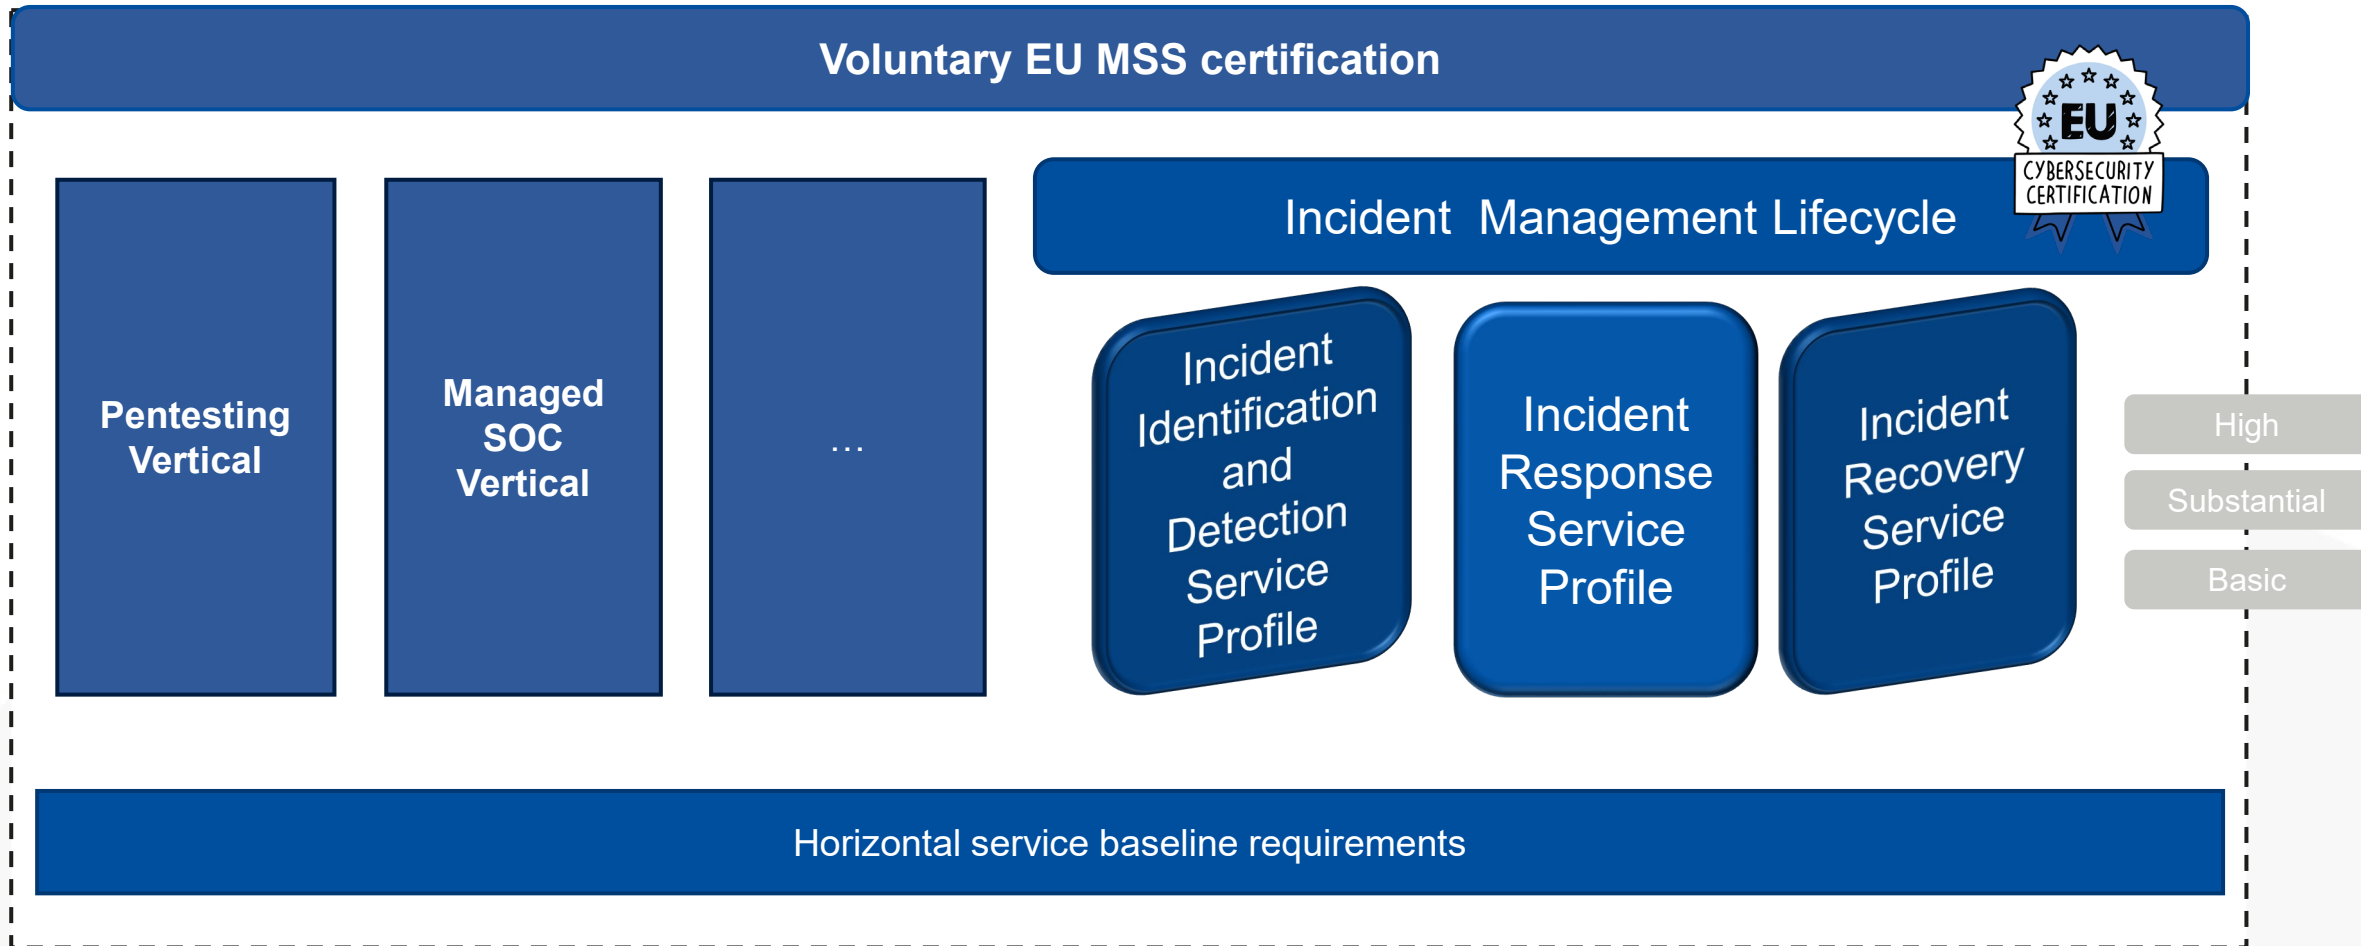 Voluntary EU MSS certification
EU
CYBERSECURITY
CERTIFICATION
Incident Management Lifecycle
Pentesting
Vertical
Managed
SOC
Vertical
...
Incident
Identification
and
Detection
Service
Profile
Incident
Response
Service
Profile
Incident
Recovery
Service
Profile
High
Substantial
Basic
Horizontal service baseline requirements